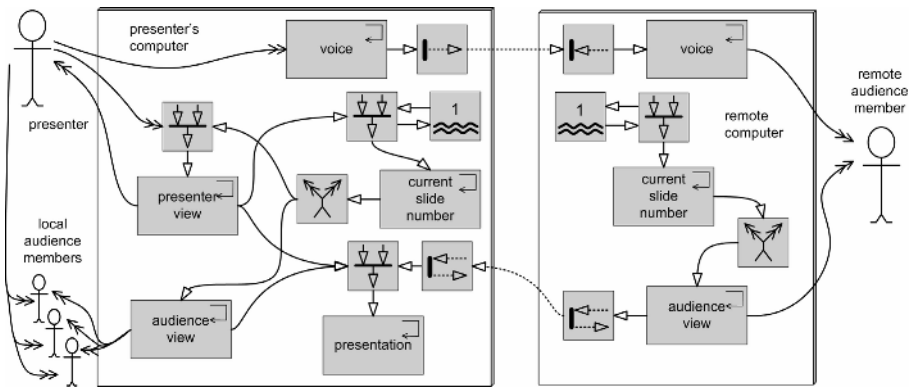 presenter's
computer
voice
voice
remote
audience
member
presenter
1
1
remote
computer
presenter
view
current
slide
number
current
slide
number
local
audience
members
audience
view
presentation
audience
view